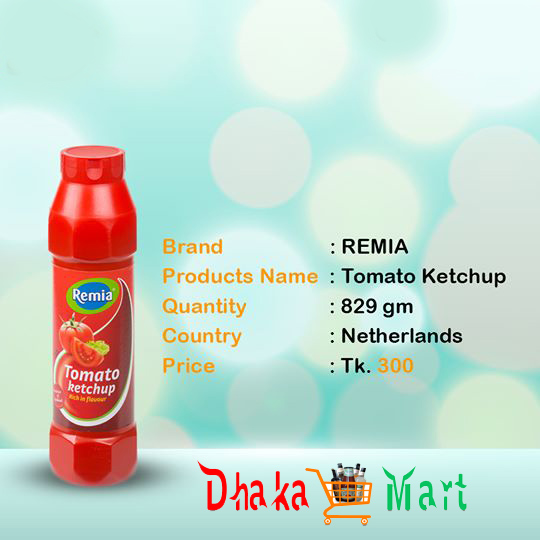 Brand : REMIA
Products Name : Tomato Ketchup
Quantity : 829 gm
Country : Netherlands
Price : Tk. 300
Remia
Tomato
ketchup
Rich in flavour
Dhaka Mart